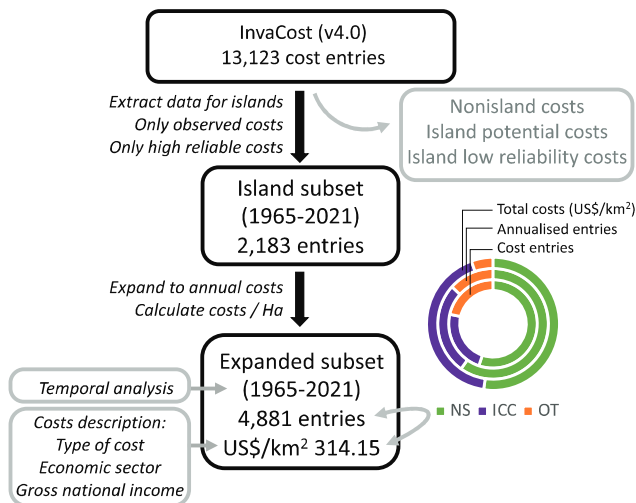 InvaCost (v4.0)
13,123 cost entries
Extract data for islands
Only observed costs
Only high reliable costs
Nonisland costs
Island potential costs
Island low reliability costs
Island subset
(1965-2021)
2,183 entries
Total costs (US$/km²)
Annualised entries
Cost entries
Expand to annual costs
Calculate costs / Ha
Expanded subset
(1965-2021)
4,881 entries
US$/km² 314.15
Temporal analysis
Costs description:
Type of cost
Economic sector
Gross national income
NS ICC OT